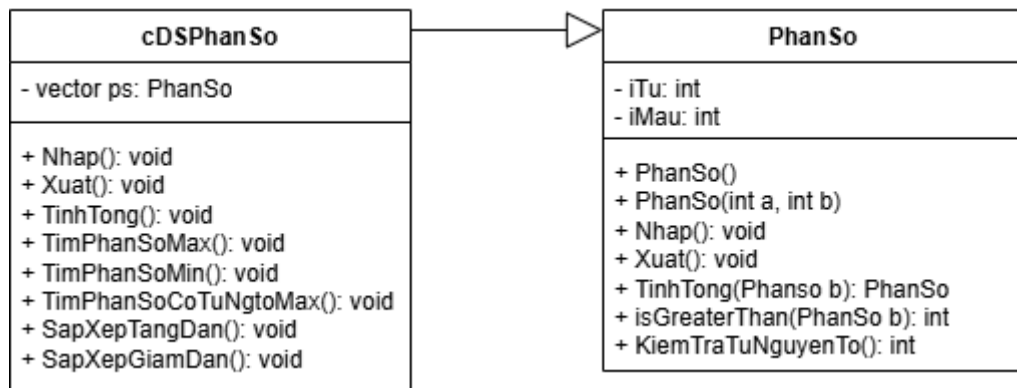 cDSPhanSo
- vector ps: PhanSo
+ Nhap(): void
+ Xuat(): void
+ TinhTong(): void
+ TimPhanSoMax(): void
+ TimPhanSoMin(): void
+ TimPhanSoCoTuNgtoMax(): void
+ SapXepTangDan(): void
+ SapXepGiamDan(): void
PhanSo
- iTu: int
- iMau: int
+ PhanSo()
+ PhanSo(int a, int b)
+ Nhap(): void
+ Xuat(): void
+ TinhTong(Phanso b): PhanSo
+ isGreaterThan(PhanSo b): int
+ KiemTraTuNguyenTo(): int